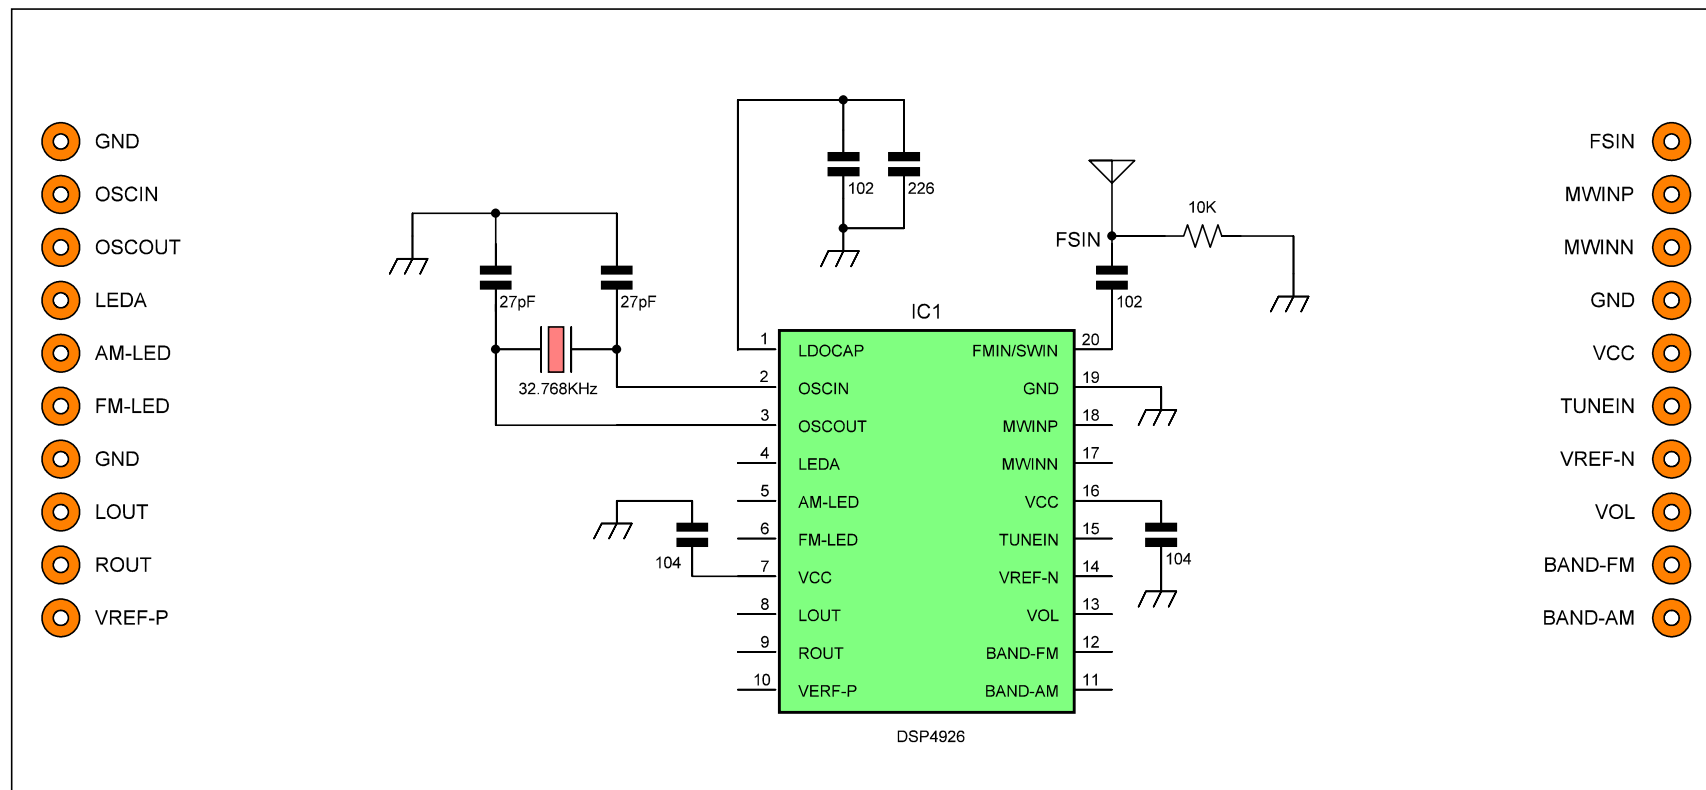 GND
OSCIN
OSCOUT
LEDA
AM-LED
FM-LED
GND
LOUT
ROUT
VREF-P
102
226
27pF
27pF
32.768KHz
10K
FSIN
102
IC1
1
LDOCAP
FMIN/SWIN
20
2
OSCIN
GND
19
3
OSCOUT
MWINP
18
4
LEDA
MWINN
17
5
AM-LED
VCC
16
6
FM-LED
TUNEIN
15
7
VCC
VREF-N
14
8
LOUT
VOL
13
9
ROUT
BAND-FM
12
10
VERF-P
BAND-AM
11
104
104
DSP4926
FSIN
MWINP
MWINN
GND
VCC
TUNEIN
VREF-N
VOL
BAND-FM
BAND-AM